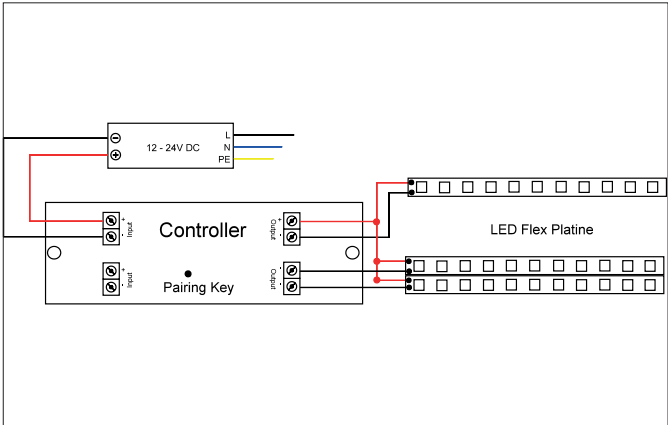 L
12 - 24V DC
N
PE
+
Input
-
Controller
+
Output
-
LED Flex Platine
+
Input
-
Pairing Key
-
Output
-